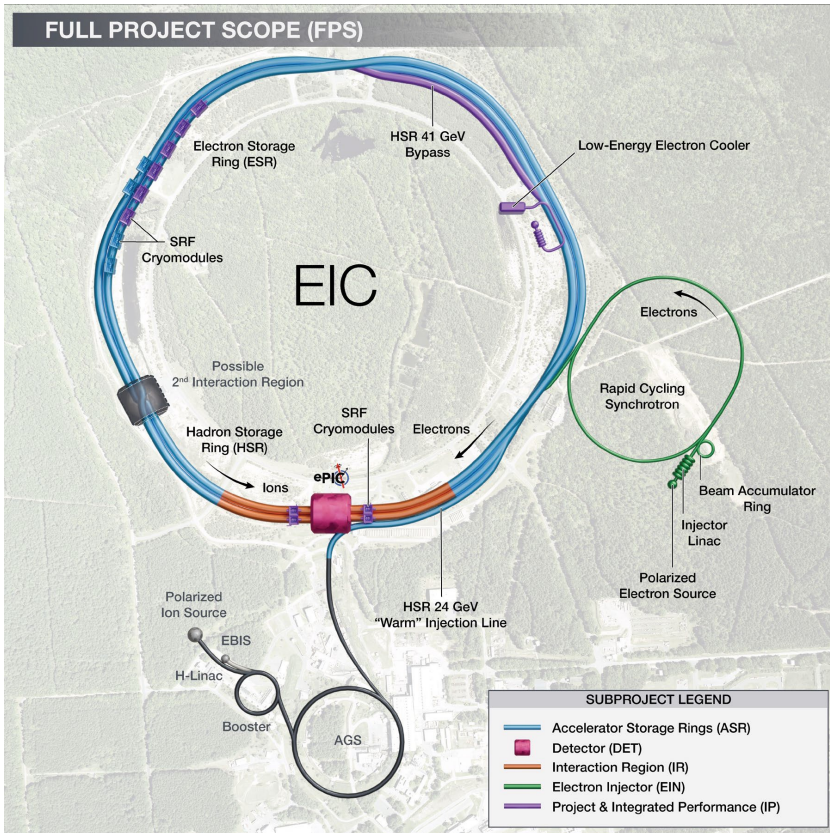 FULL PROJECT SCOPE (FPS)
Electron Storage
Ring (ESR)
HSR 41 GeV
Bypass
Low-Energy Electron Cooler
SRF
Cryomodules
EIC
Electrons
Possible
2nd Interaction Region
Rapid Cycling
Synchrotron
SRF
Cryomodules
Electrons
Hadron Storage
Ring (HSR)
Ions
ePIC
Beam Accumulator
Ring
Injector
Linac
Polarized
Electron Source
HSR 24 GeV
“Warm” Injection Line
Polarized
Ion Source
EBIS
H-Linac
Booster
AGS
SUBPROJECT LEGEND
Accelerator Storage Rings (ASR)
Detector (DET)
Interaction Region (IR)
Electron Injector (EIN)
Project & Integrated Performance (IP)